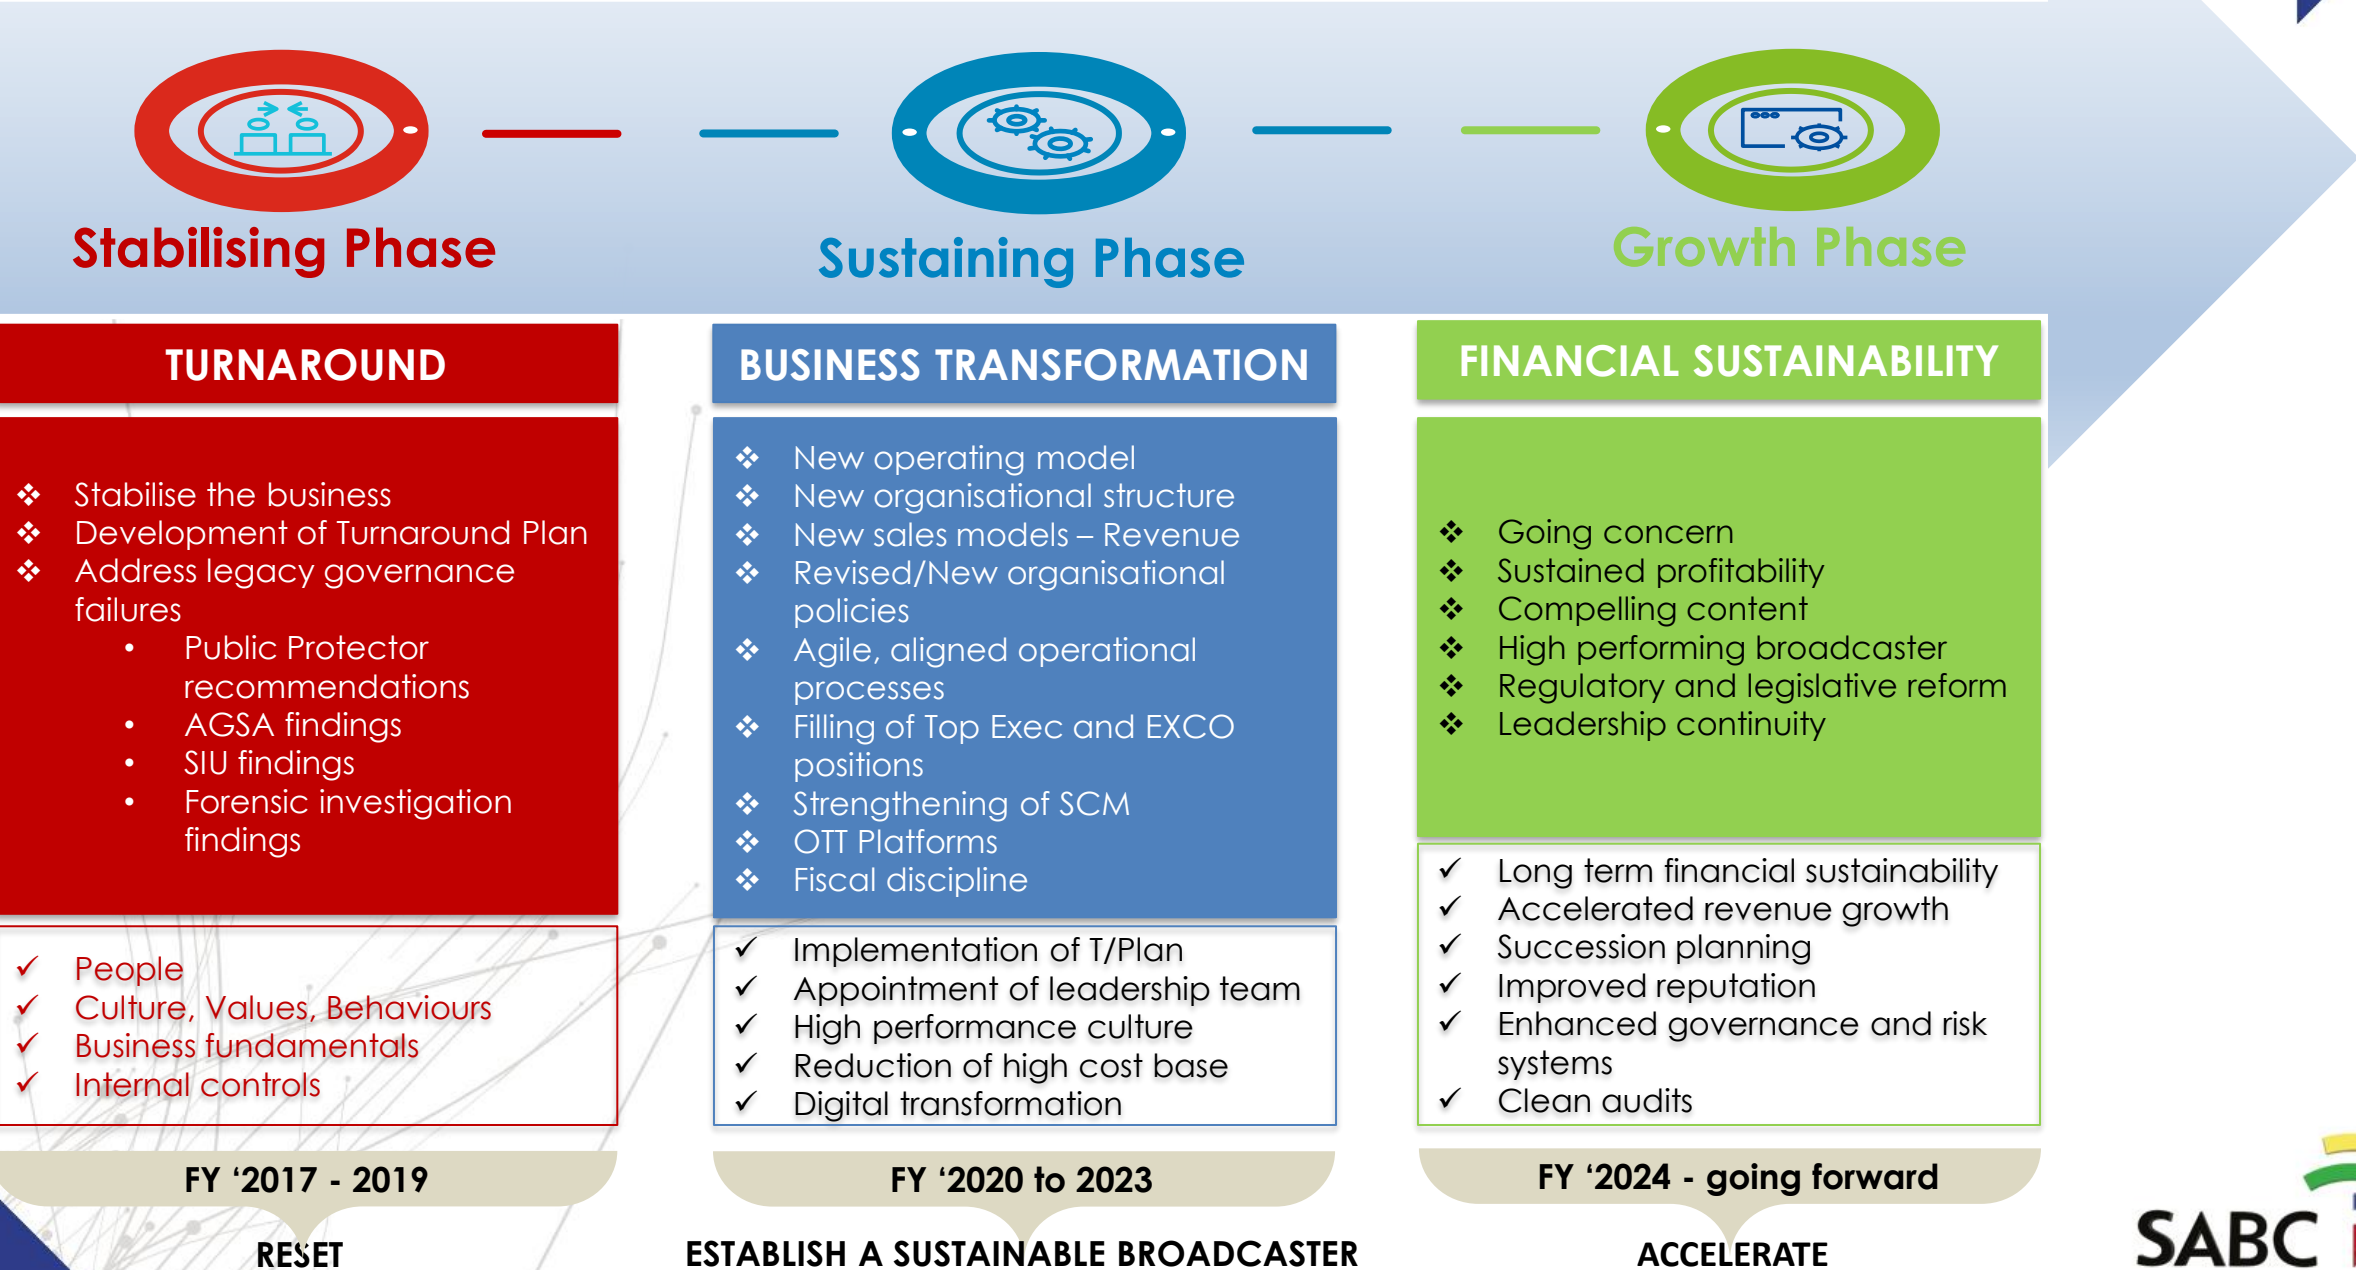 Stabilising Phase
Sustaining Phase
Growth Phase
TURNAROUND
❖ Stabilise the business
❖ Development of Turnaround Plan
❖ Address legacy governance
failures
• Public Protector
recommendations
• AGSA findings
• SIU findings
• Forensic investigation
findings
✓ People
✓ Culture, Values, Behaviours
✓ Business fundamentals
✓ Internal controls
FY ‘2017 - 2019
RESET
BUSINESS TRANSFORMATION
❖ New operating model
❖ New organisational structure
❖ New sales models – Revenue
❖ Revised/New organisational
policies
❖ Agile, aligned operational
processes
❖ Filling of Top Exec and EXCO
positions
❖ Strengthening of SCM
❖ OTT Platforms
❖ Fiscal discipline
✓ Implementation of T/Plan
✓ Appointment of leadership team
✓ High performance culture
✓ Reduction of high cost base
✓ Digital transformation
FY ‘2020 to 2023
ESTABLISH A SUSTAINABLE BROADCASTER
FINANCIAL SUSTAINABILITY
❖ Going concern
❖ Sustained profitability
❖ Compelling content
❖ High performing broadcaster
❖ Regulatory and legislative reform
❖ Leadership continuity
✓ Long term financial sustainability
✓ Accelerated revenue growth
✓ Succession planning
✓ Improved reputation
✓ Enhanced governance and risk
systems
✓ Clean audits
FY ‘2024 - going forward
ACCELERATE
SABC